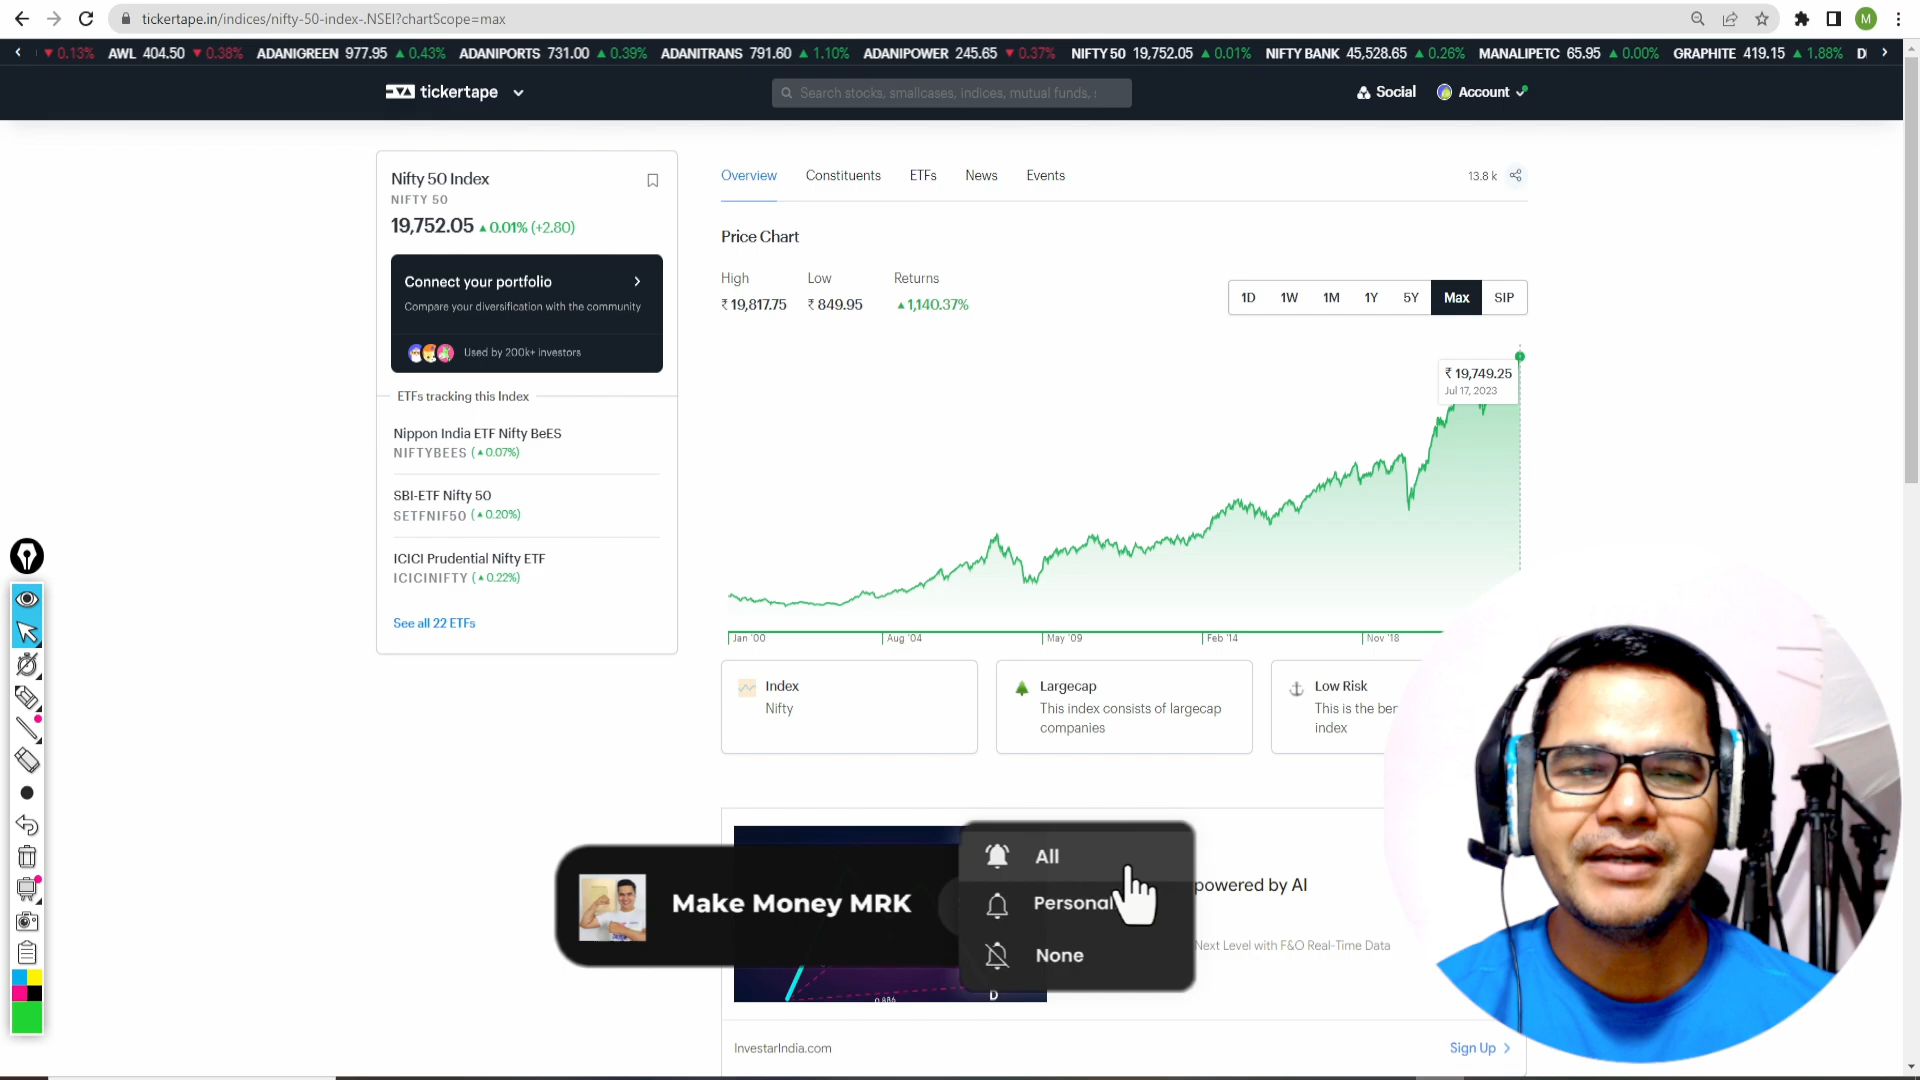 tickertape.in/indices/nifty-50-index-.NSEI?chartScope=max
M
0.13% AWL 404.50 0.38% ADANIGREEN 977.95 0.43% ADANIPORTS 731.00 0.39% ADANITRANS 791.60 1.10% ADANIPOWER 245.65 0.37% NIFTY 50 19,752.05 0.01% NIFTY BANK 45,528.65 0.26% MANALIPETC 65.95 0.00% GRAPHITE 419.15 1.88% D
tickertape
Search stocks, smallcases, indices, mutual funds, :
Social
Account
Nifty 50 Index
NIFTY 50
19,752.05 0.01% (+2.80)
Connect your portfolio
Compare your diversification with the community
Used by 200k+ investors
ETFs tracking this Index
Nippon India ETF Nifty BeES
NIFTYBEES (0.07%)
SBI-ETF Nifty 50
SETFNIF50 (0.20%)
ICICI Prudential Nifty ETF
ICICINIFTY (0.22%)
See all 22 ETFs
Overview Constituents ETFs News Events
13.8 k
Price Chart
High Low Returns
₹ 19,817.75 ₹ 849.95 1,140.37%
1D 1W 1M 1Y 5Y Max SIP
₹ 19,749.25
Jul 17, 2023
Jan '00 Aug '04 May '09 Feb '14 Nov '18
Index
Nifty
Largecap
This index consists of largecap
companies
Low Risk
This is the ber
index
powered by AI
Next Level with F&O Real-Time Data
Make Money MRK
All
Personal
None
0.886
D
InvestarIndia.com
Sign Up